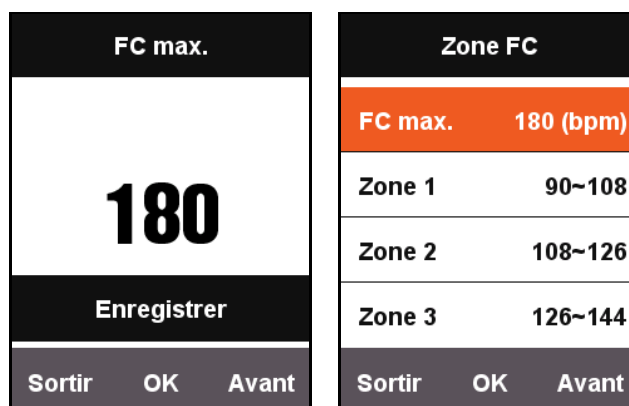 FC max.
180
Enregistrer
Sortir OK Avant
Zone FC
FC max. 180 (bpm)
Zone 1 90~108
Zone 2 108~126
Zone 3 126~144
Sortir OK Avant